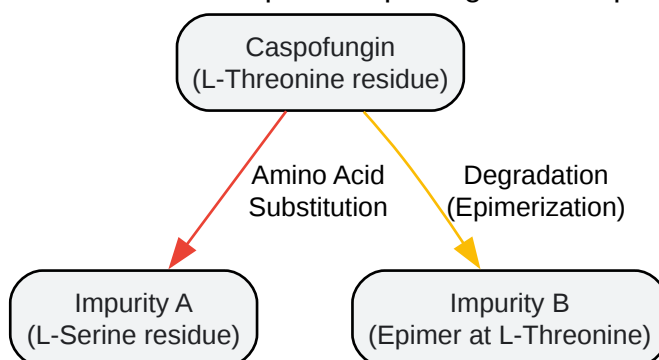 Caspofungin
(L-Threonine residue)
Amino Acid
Substitution
Degradation
(Epimerization)
Impurity A
(L-Serine residue)
Impurity B
(Epimer at L-Threonine)